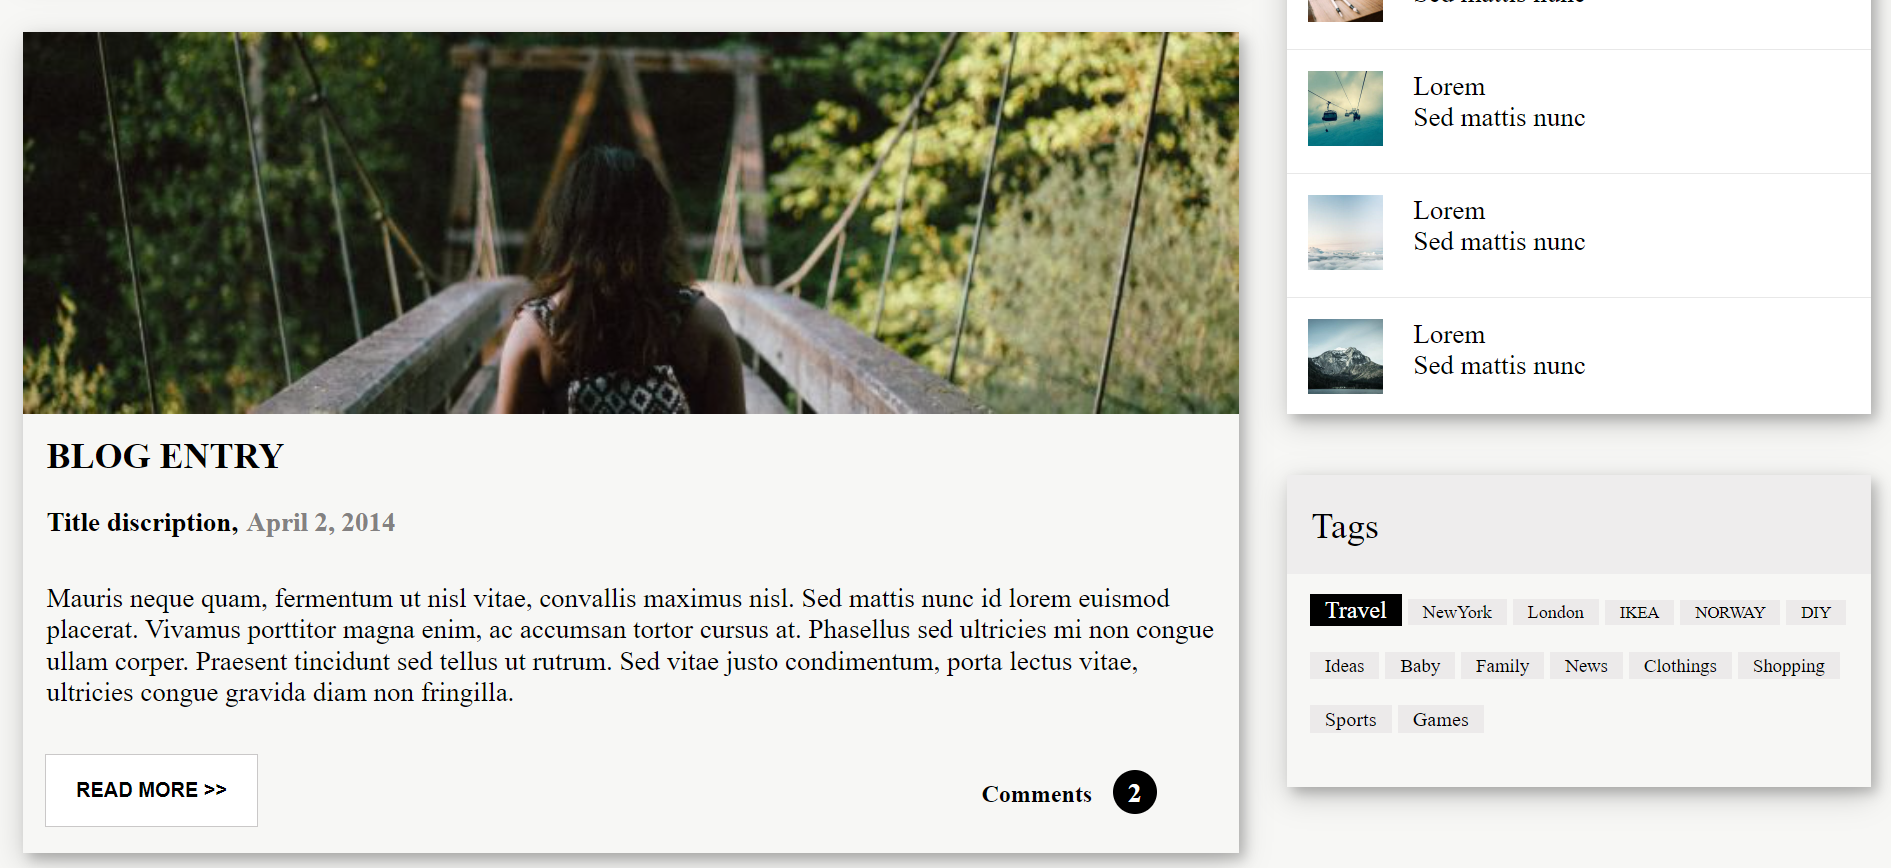 BLOG ENTRY
Title discription, April 2, 2014
Mauris neque quam, fermentum ut nisl vitae, convallis maximus nisl. Sed mattis nunc id lorem euismod
placerat. Vivamus porttitor magna enim, ac accumsan tortor cursus at. Phasellus sed ultricies mi non congue
ullam corper. Praesent tincidunt sed tellus ut rutrum. Sed vitae justo condimentum, porta lectus vitae,
ultricies congue gravida diam non fringilla.
READ MORE >>
Comments 2
Sed mattis nunc
Lorem
Sed mattis nunc
Lorem
Sed mattis nunc
Lorem
Sed mattis nunc
Tags
Travel NewYork London IKEA NORWAY DIY
Ideas Baby Family News Clothings Shopping
Sports Games